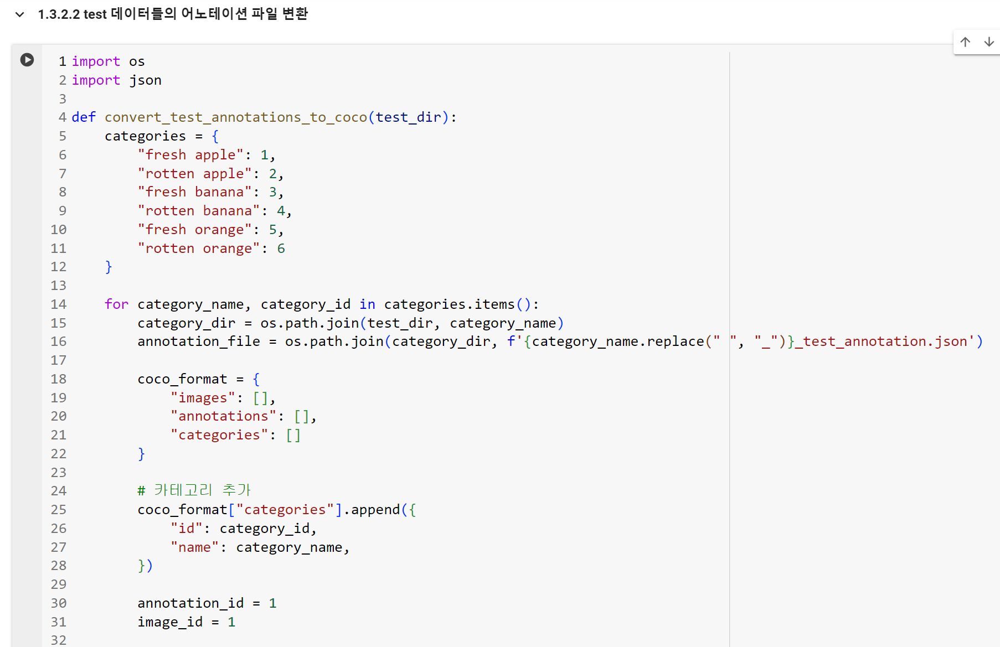 1.3.2.2 test 데이터들의 어노테이션 파일 변환
1 import os
2 import json
3
4 def convert_test_annotations_to_coco(test_dir):
5     categories = {
6         "fresh apple": 1,
7         "rotten apple": 2,
8         "fresh banana": 3,
9         "rotten banana": 4,
10         "fresh orange": 5,
11         "rotten orange": 6
12     }
13
14     for category_name, category_id in categories.items():
15         category_dir = os.path.join(test_dir, category_name)
16         annotation_file = os.path.join(category_dir, f'{category_name.replace(" ", "_")}_test_annotation.json')
17
18         coco_format = {
19             "images": [],
20             "annotations": [],
21             "categories": []
22         }
23
24         # 카테고리 추가
25         coco_format["categories"].append({
26             "id": category_id,
27             "name": category_name,
28         })
29
30         annotation_id = 1
31         image_id = 1
32